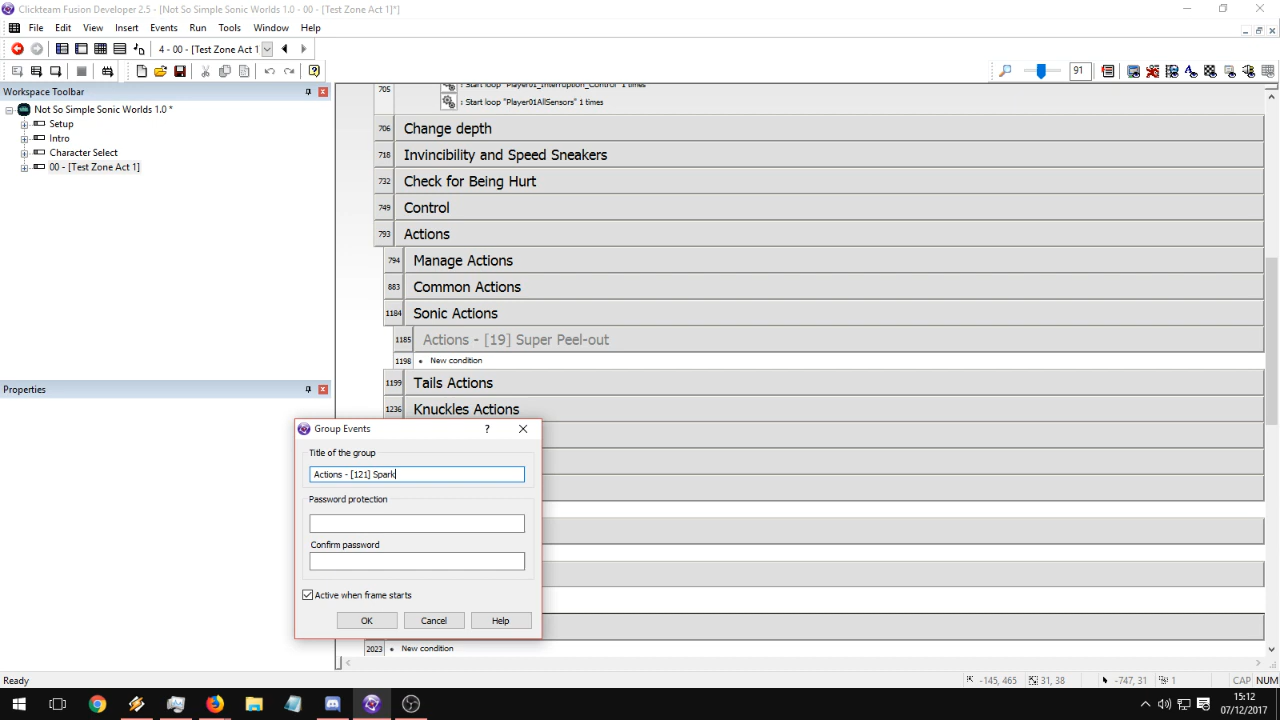 Clickteam Fusion Developer 2.5 - [Not So Simple Sonic Worlds 1.0 - 00 - [Test Zone Act 1]*]
File Edit View Insert Events Run Tools Window Help
4 - 00 - [Test Zone Act 1
91
Workspace Toolbar
Not So Simple Sonic Worlds 1.0 *
Setup
Intro
Character Select
00 - [Test Zone Act 1]
Properties
705
: Start loop "Player01_Interruption_Control" 1 times
: Start loop "Player01AllSensors" 1 times
706 Change depth
718 Invincibility and Speed Sneakers
732 Check for Being Hurt
749 Control
793 Actions
794 Manage Actions
883 Common Actions
1184 Sonic Actions
1185 Actions - [19] Super Peel-out
1198 • New condition
1199 Tails Actions
1236 Knuckles Actions
2023 • New condition
Group Events
?
Title of the group
Actions - [121] Spark
Password protection
Confirm password
Active when frame starts
OK Cancel Help
Ready
-145, 465 31, 38 -747, 31 1 CAP NUM
15:12
07/12/2017